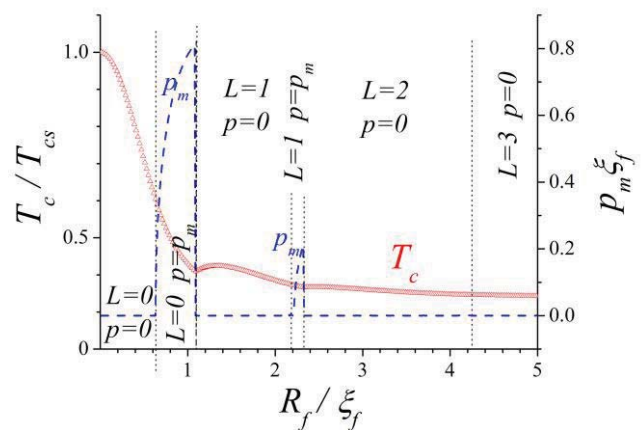 1.0
0.5
0
T_c / T_cs
0.8
0.6
0.4
0.2
0.0
p_m ξ_f
0 1 2 3 4 5
R_f / ξ_f
p_m
L=0
p=0
L=0 p=p_m
L=1
p=0
L=1 p=p_m
p_m
L=2
p=0
T_c
L=3 p=0